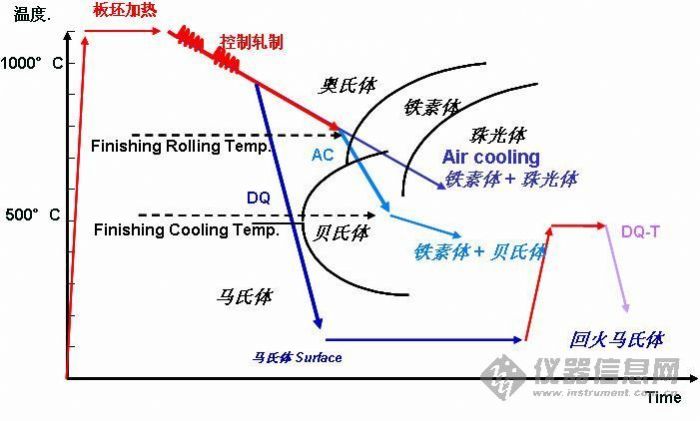 温度.
板坯加热
控制轧制
1000° C
奥氏体
铁素体
珠光体
Finishing Rolling Temp.
AC
Air cooling
铁素体 + 珠光体
DQ
500° C
Finishing Cooling Temp.
贝氏体
铁素体 + 贝氏体
DQ-T
马氏体
马氏体 Surface
回火马氏体
仪器信息网
www.instrument.com.cn
Time